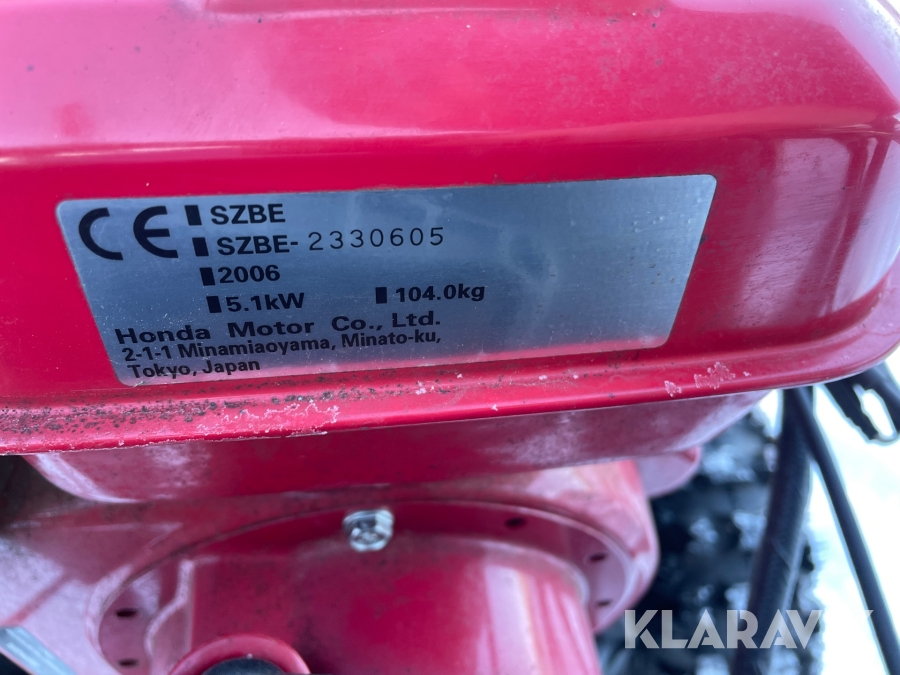 CE SZBE
SZBE- 2330605
2006
5.1kW 104.0kg
Honda Motor Co., Ltd.
2-1-1 Minamiaoyama, Minato-ku,
Tokyo, Japan
KLARAVIK